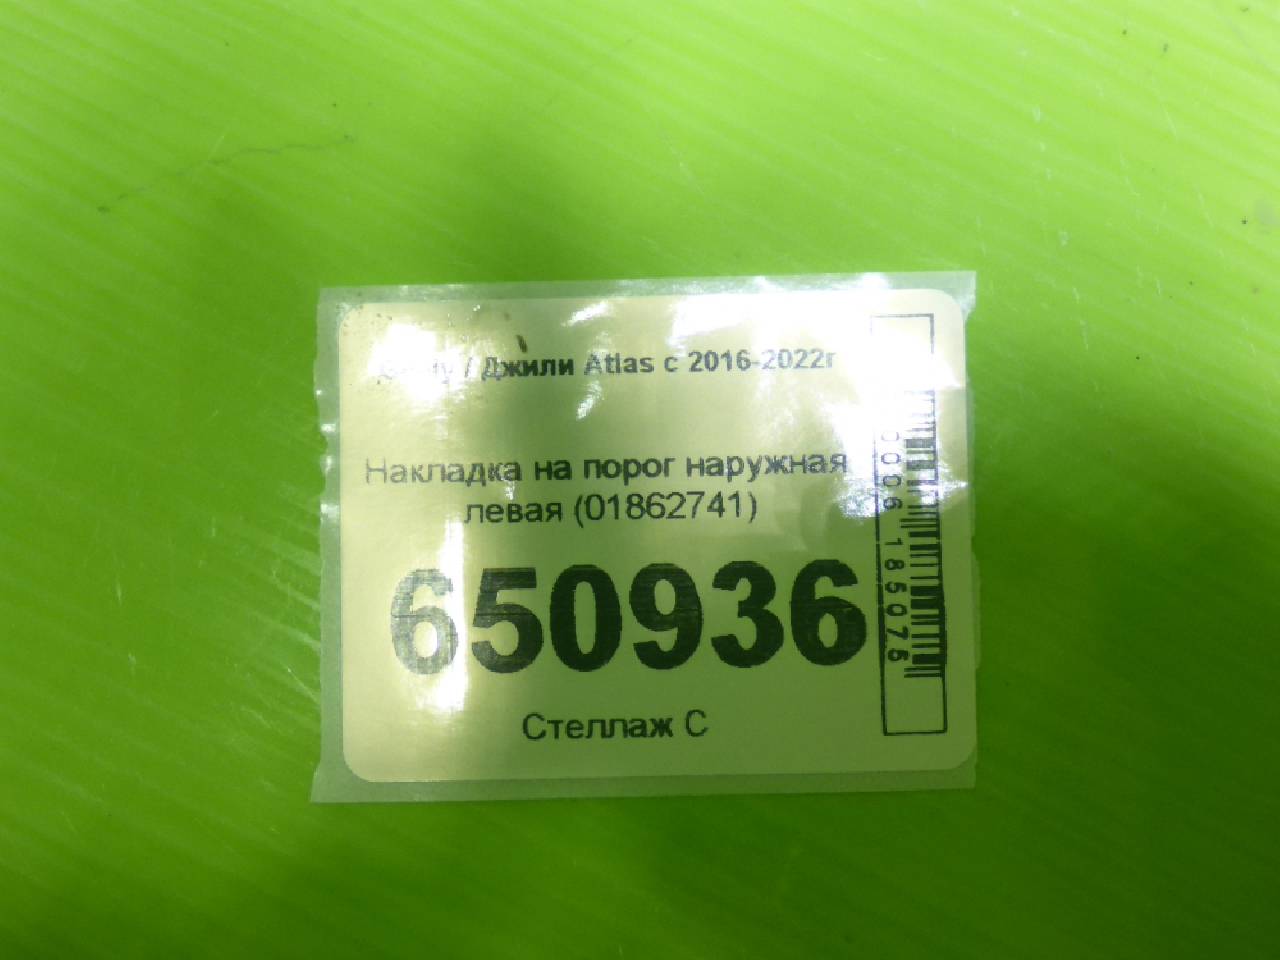 / Джили Atlas с 2016-2022г
Накладка на порог наружная
левая (01862741)
650936
Стеллаж С